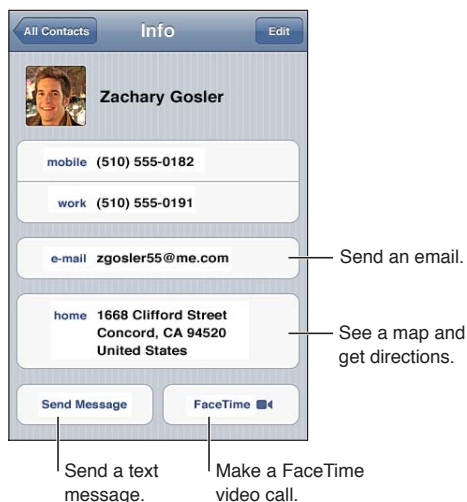 All Contacts Info Edit
Zachary Gosler
mobile (510) 555-0182
work (510) 555-0191
e-mail zgosler55@me.com
Send an email.
home 1668 Clifford Street
Concord, CA 94520
United States
See a map and
get directions.
Send Message FaceTime
Send a text
message.
Make a FaceTime
video call.